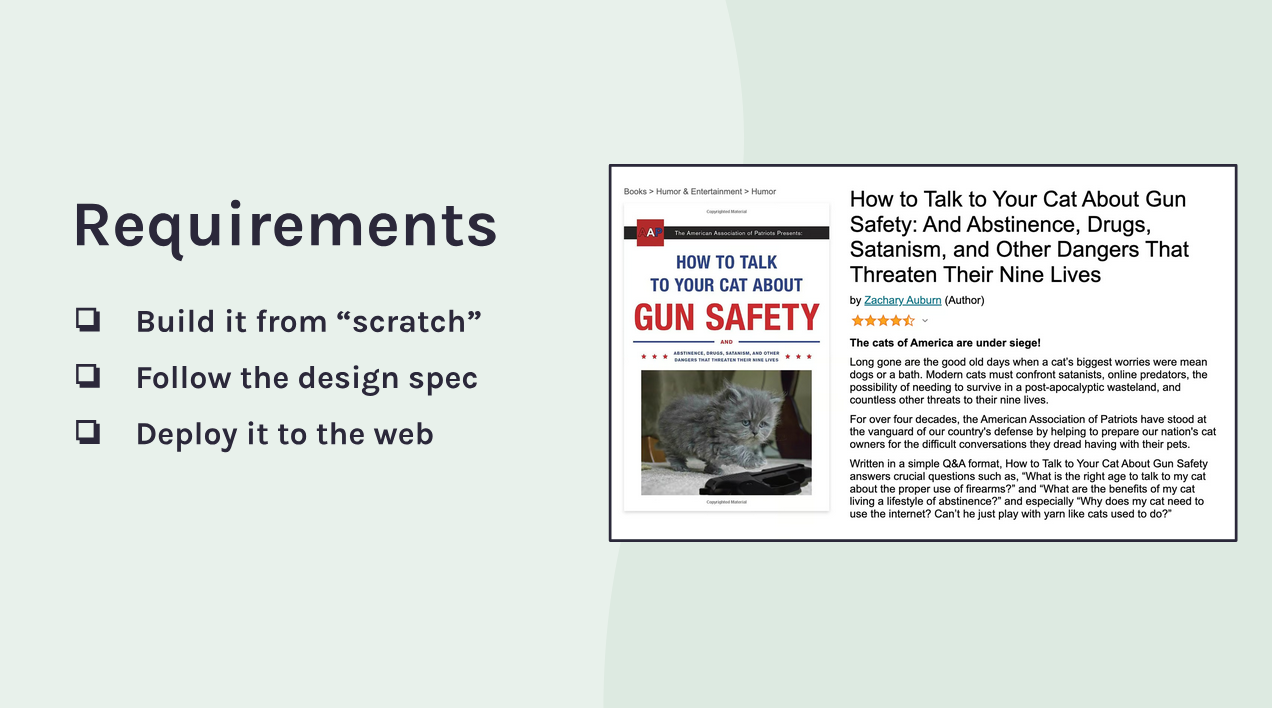 Requirements
Build it from “scratch”
Follow the design spec
Deploy it to the web
Books > Humor & Entertainment > Humor
Copyrighted Material
AAP
The American Association of Patriots Presents:
HOW TO TALK
TO YOUR CAT ABOUT
GUN SAFETY
AND
ABSTINENCE, DRUGS, SATANISM, AND OTHER
DANGERS THAT THREATEN THEIR NINE LIVES
Copyrighted Material
How to Talk to Your Cat About Gun
Safety: And Abstinence, Drugs,
Satanism, and Other Dangers That
Threaten Their Nine Lives
by Zachary Auburn (Author)
The cats of America are under siege!
Long gone are the good old days when a cat's biggest worries were mean
dogs or a bath. Modern cats must confront satanists, online predators, the
possibility of needing to survive in a post-apocalyptic wasteland, and
countless other threats to their nine lives.
For over four decades, the American Association of Patriots have stood at
the vanguard of our country's defense by helping to prepare our nation's cat
owners for the difficult conversations they dread having with their pets.
Written in a simple Q&A format, How to Talk to Your Cat About Gun Safety
answers crucial questions such as, “What is the right age to talk to my cat
about the proper use of firearms?” and “What are the benefits of my cat
living a lifestyle of abstinence?” and especially “Why does my cat need to
use the internet? Can’t he just play with yarn like cats used to do?”